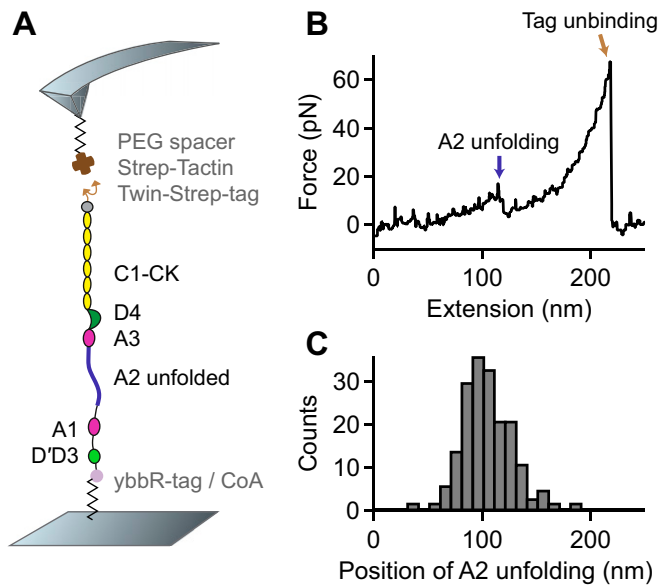 A
PEG spacer
Strep-Tactin
Twin-Strep-tag
C1-CK
D4
A3
A2 unfolded
A1
D′D3
ybbR-tag / CoA
B
Tag unbinding
A2 unfolding
Force (pN)
60
40
20
0
0 100 200
Extension (nm)
C
Counts
30
20
10
0
0 100 200
Position of A2 unfolding (nm)